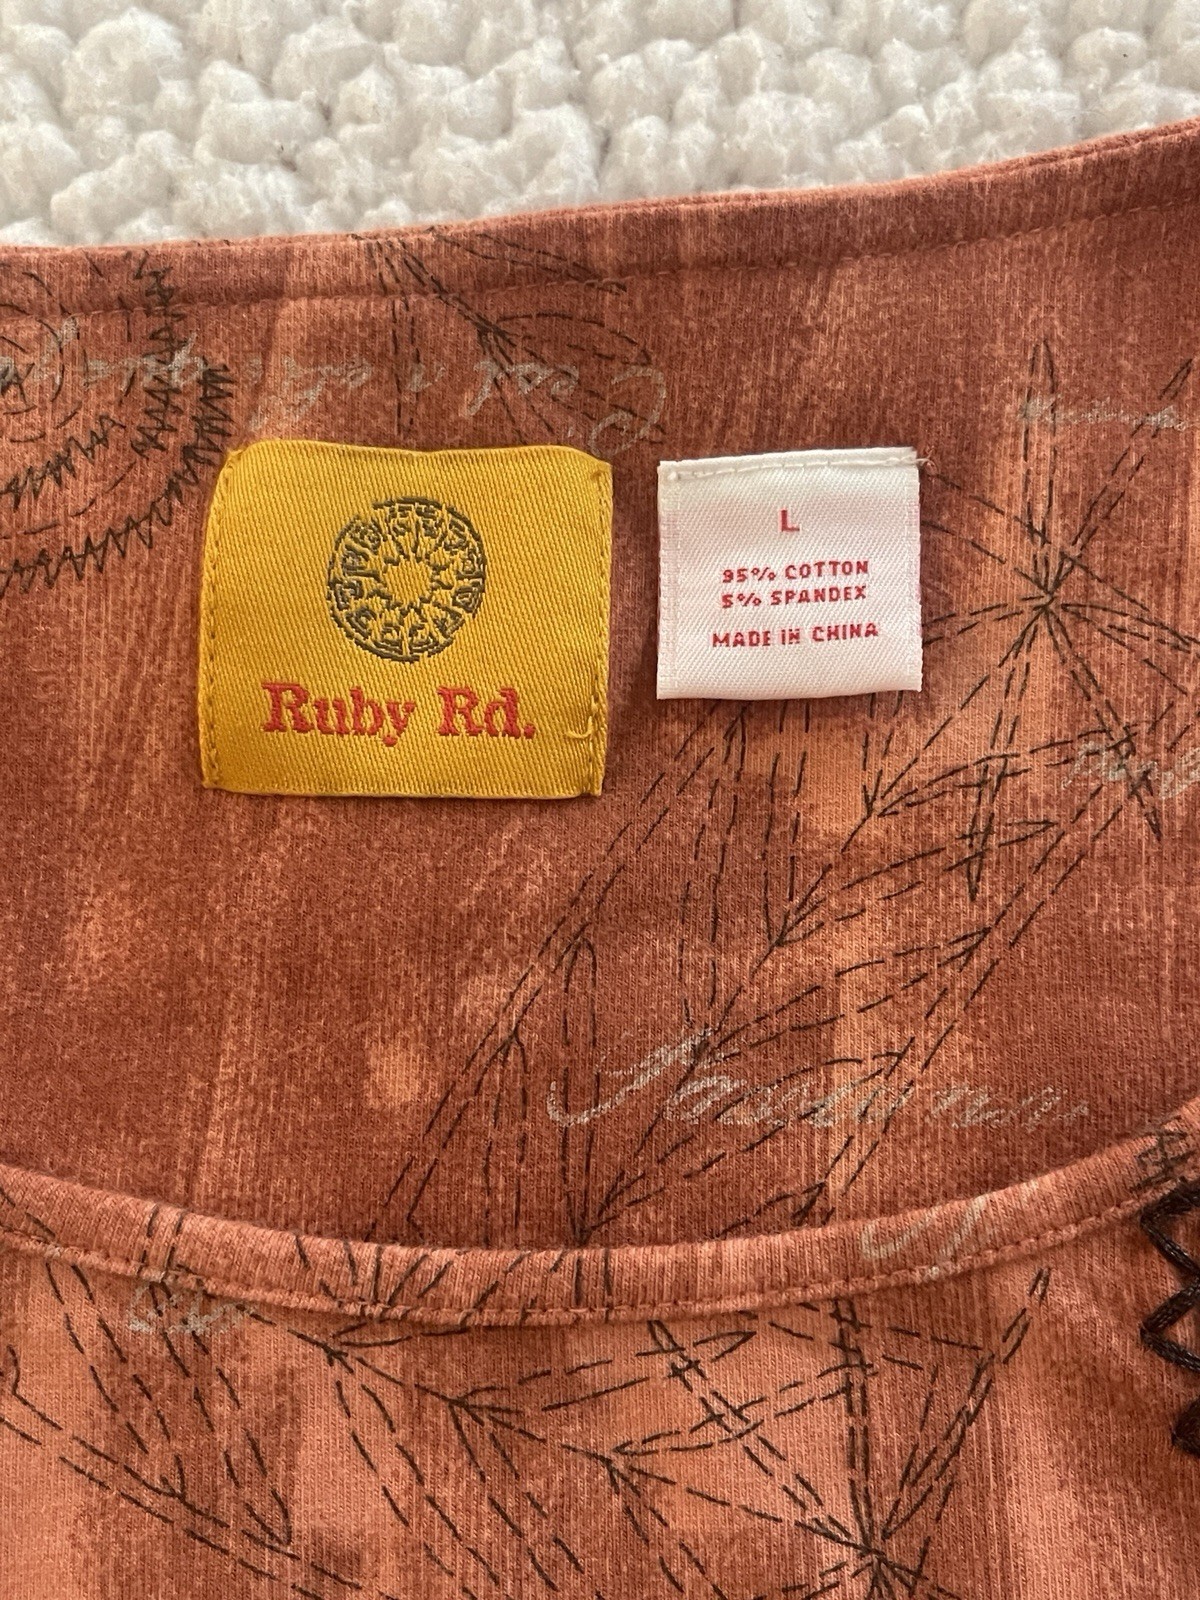 Ruby Rd.
L
95% COTTON
5% SPANDEX
MADE IN CHINA